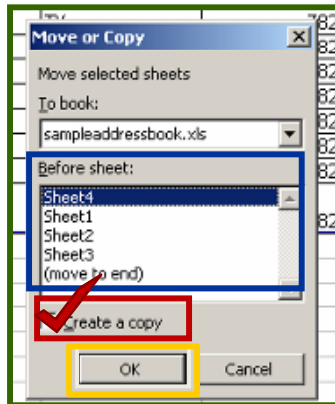 Move or Copy
Move selected sheets
To book:
sampleaddressbook.xls
Before sheet:
Sheet4
Sheet1
Sheet2
Sheet3
(move to end)
Create a copy
OK Cancel